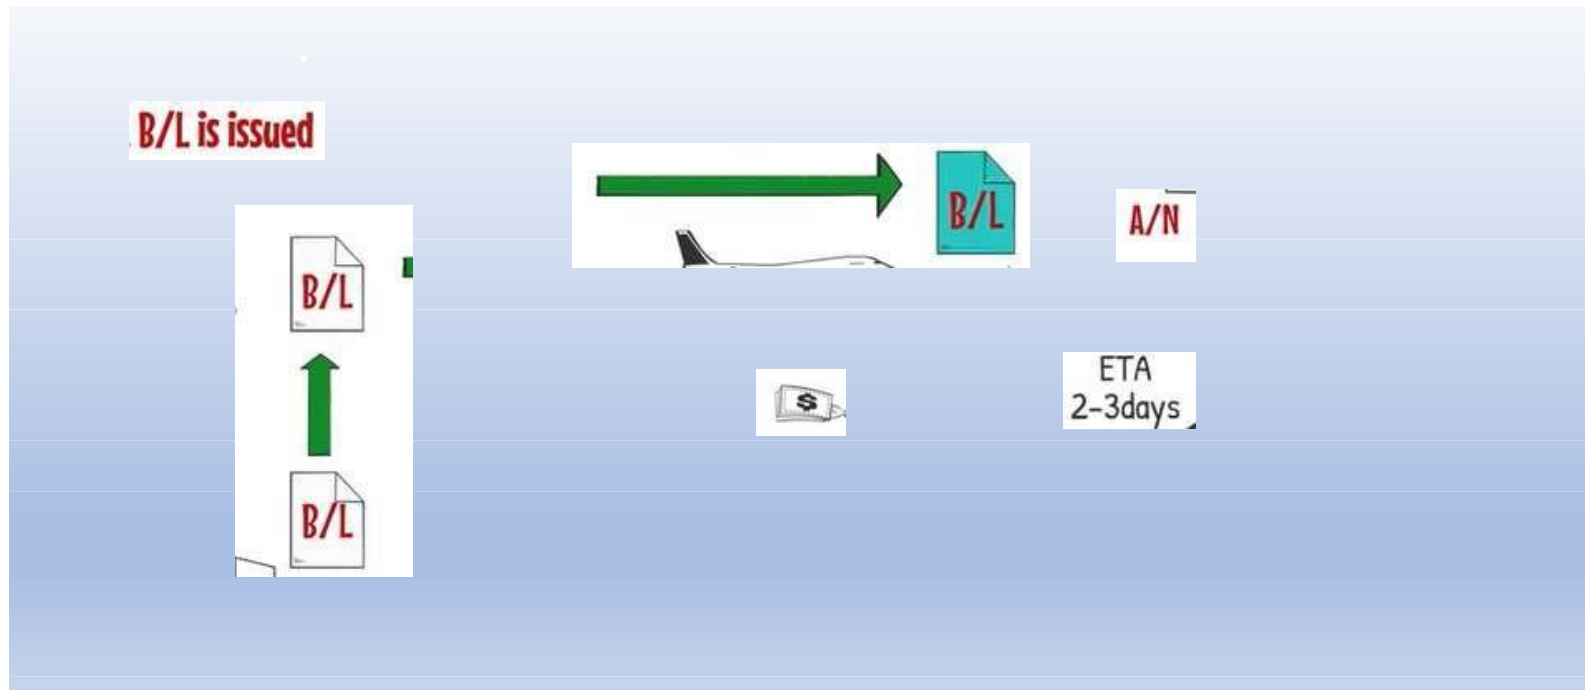 B/L is issued
B/L
B/L
B/L
A/N
$
ETA
2-3days